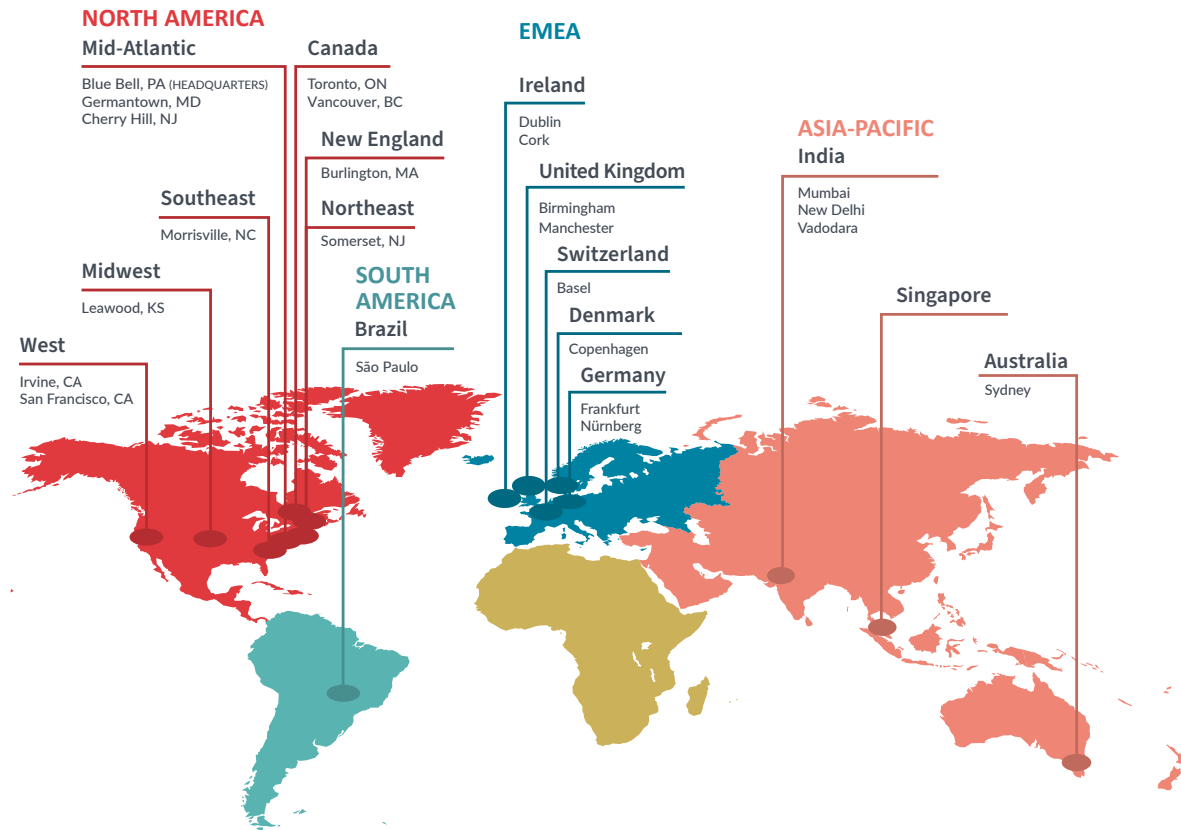 NORTH AMERICA
Mid-Atlantic
Blue Bell, PA (HEADQUARTERS)
Germantown, MD
Cherry Hill, NJ
Canada
Toronto, ON
Vancouver, BC
New England
Burlington, MA
Southeast
Morrisville, NC
Northeast
Somerset, NJ
Midwest
Leawood, KS
West
Irvine, CA
San Francisco, CA
SOUTH
AMERICA
Brazil
São Paulo
EMEA
Ireland
Dublin
Cork
United Kingdom
Birmingham
Manchester
Switzerland
Basel
Denmark
Copenhagen
Germany
Frankfurt
Nürnberg
ASIA-PACIFIC
India
Mumbai
New Delhi
Vadodara
Singapore
Australia
Sydney